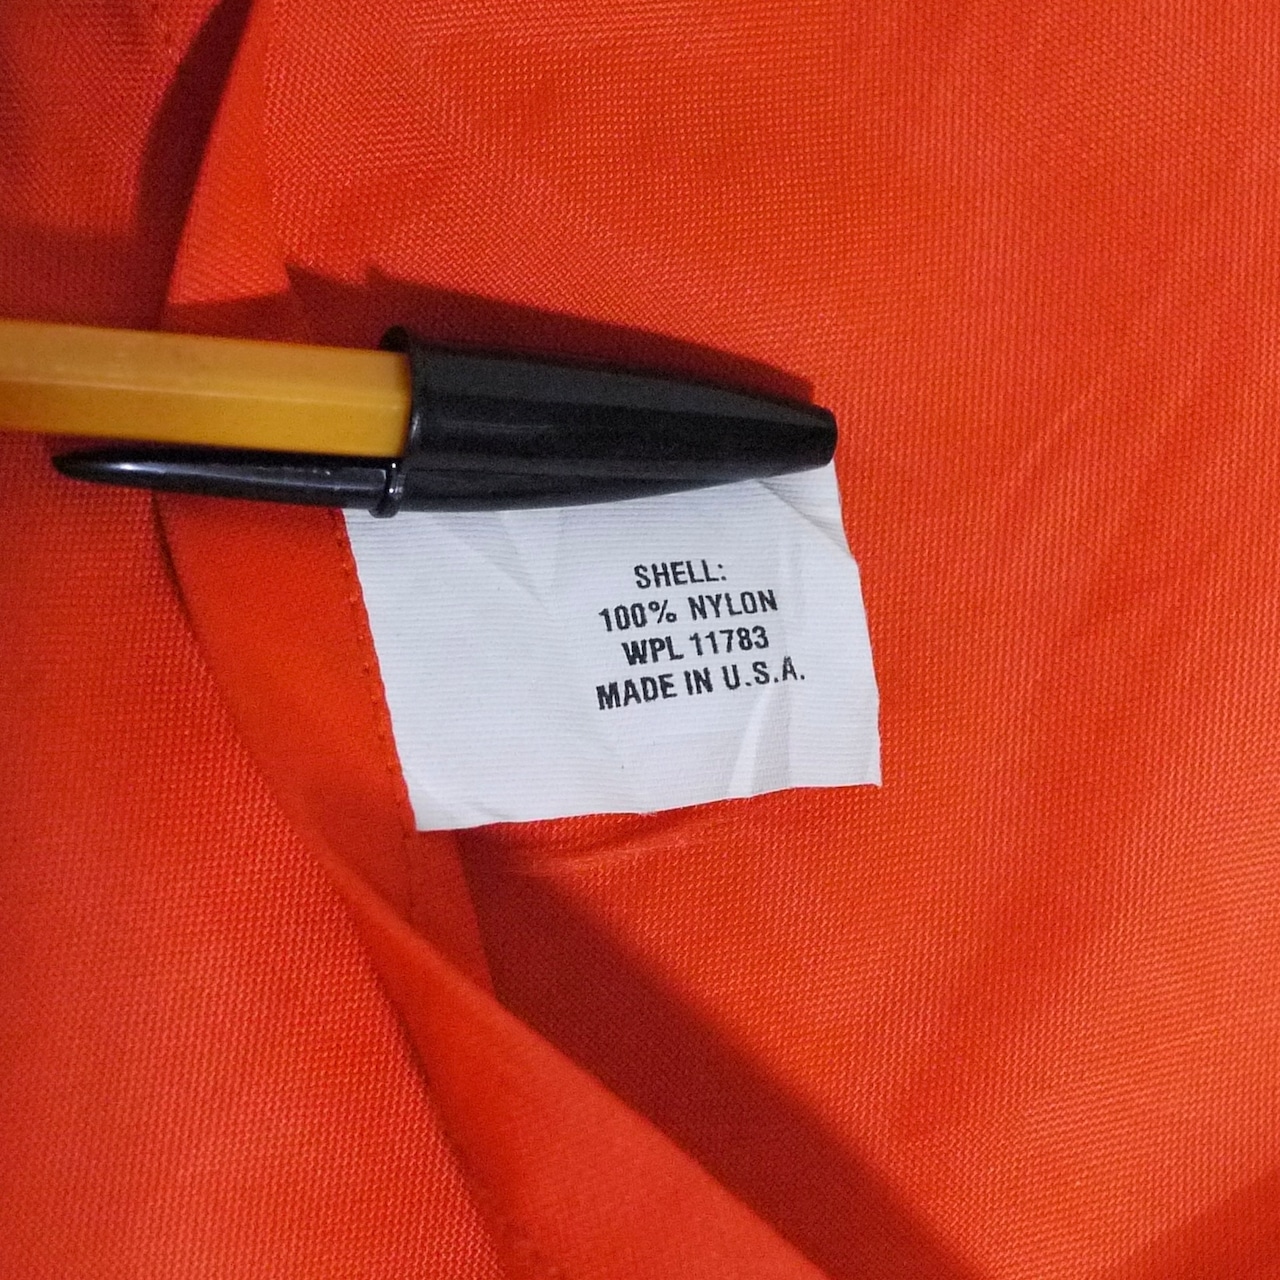 SHELL:
100% NYLON
WPL 11783
MADE IN U.S.A.